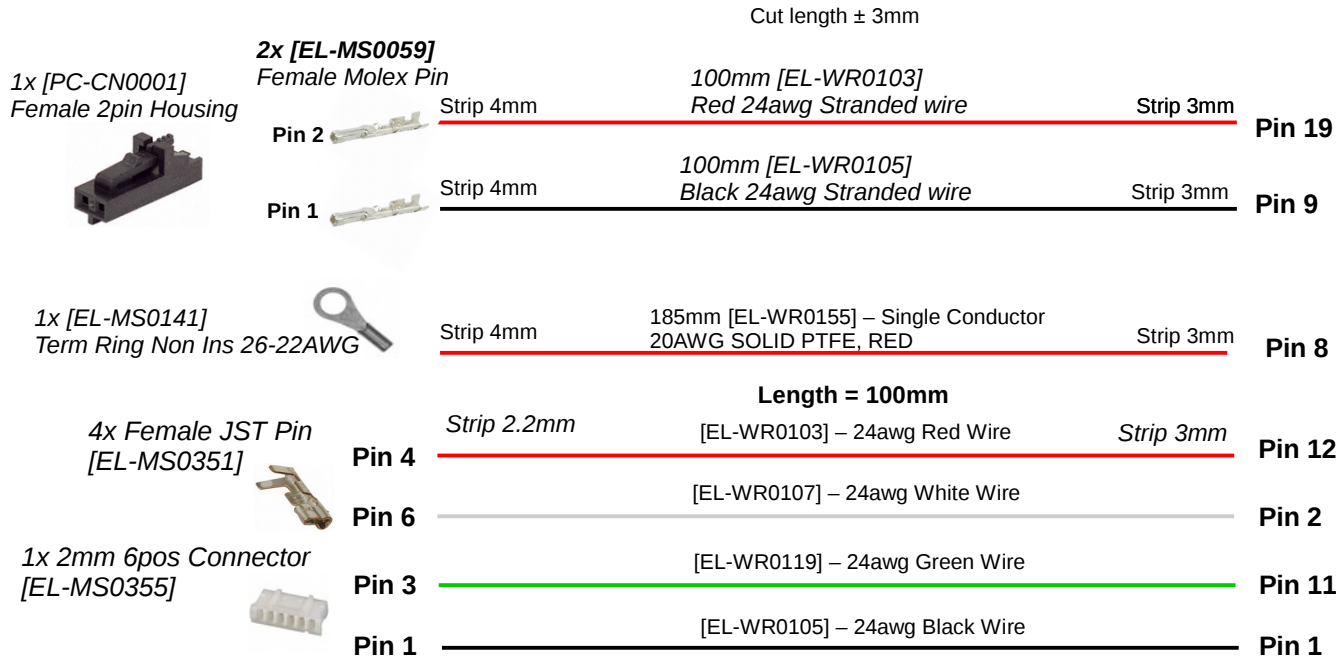 Cut length ± 3mm
2x [EL-MS0059]
Female Molex Pin
1x [PC-CN0001]
Female 2pin Housing
100mm [EL-WR0103]
Red 24awg Stranded wire
Strip 4mm
Strip 3mm
Pin 2
Pin 19
100mm [EL-WR0105]
Black 24awg Stranded wire
Strip 4mm
Strip 3mm
Pin 1
Pin 9
1x [EL-MS0141]
Term Ring Non Ins 26-22AWG
Strip 4mm
185mm [EL-WR0155] – Single Conductor
20AWG SOLID PTFE, RED
Strip 3mm
Pin 8
Length = 100mm
4x Female JST Pin
[EL-MS0351]
Strip 2.2mm
[EL-WR0103] – 24awg Red Wire
Strip 3mm
Pin 4
Pin 12
[EL-WR0107] – 24awg White Wire
Pin 6
Pin 2
1x 2mm 6pos Connector
[EL-MS0355]
[EL-WR0119] – 24awg Green Wire
Pin 3
Pin 11
[EL-WR0105] – 24awg Black Wire
Pin 1
Pin 1